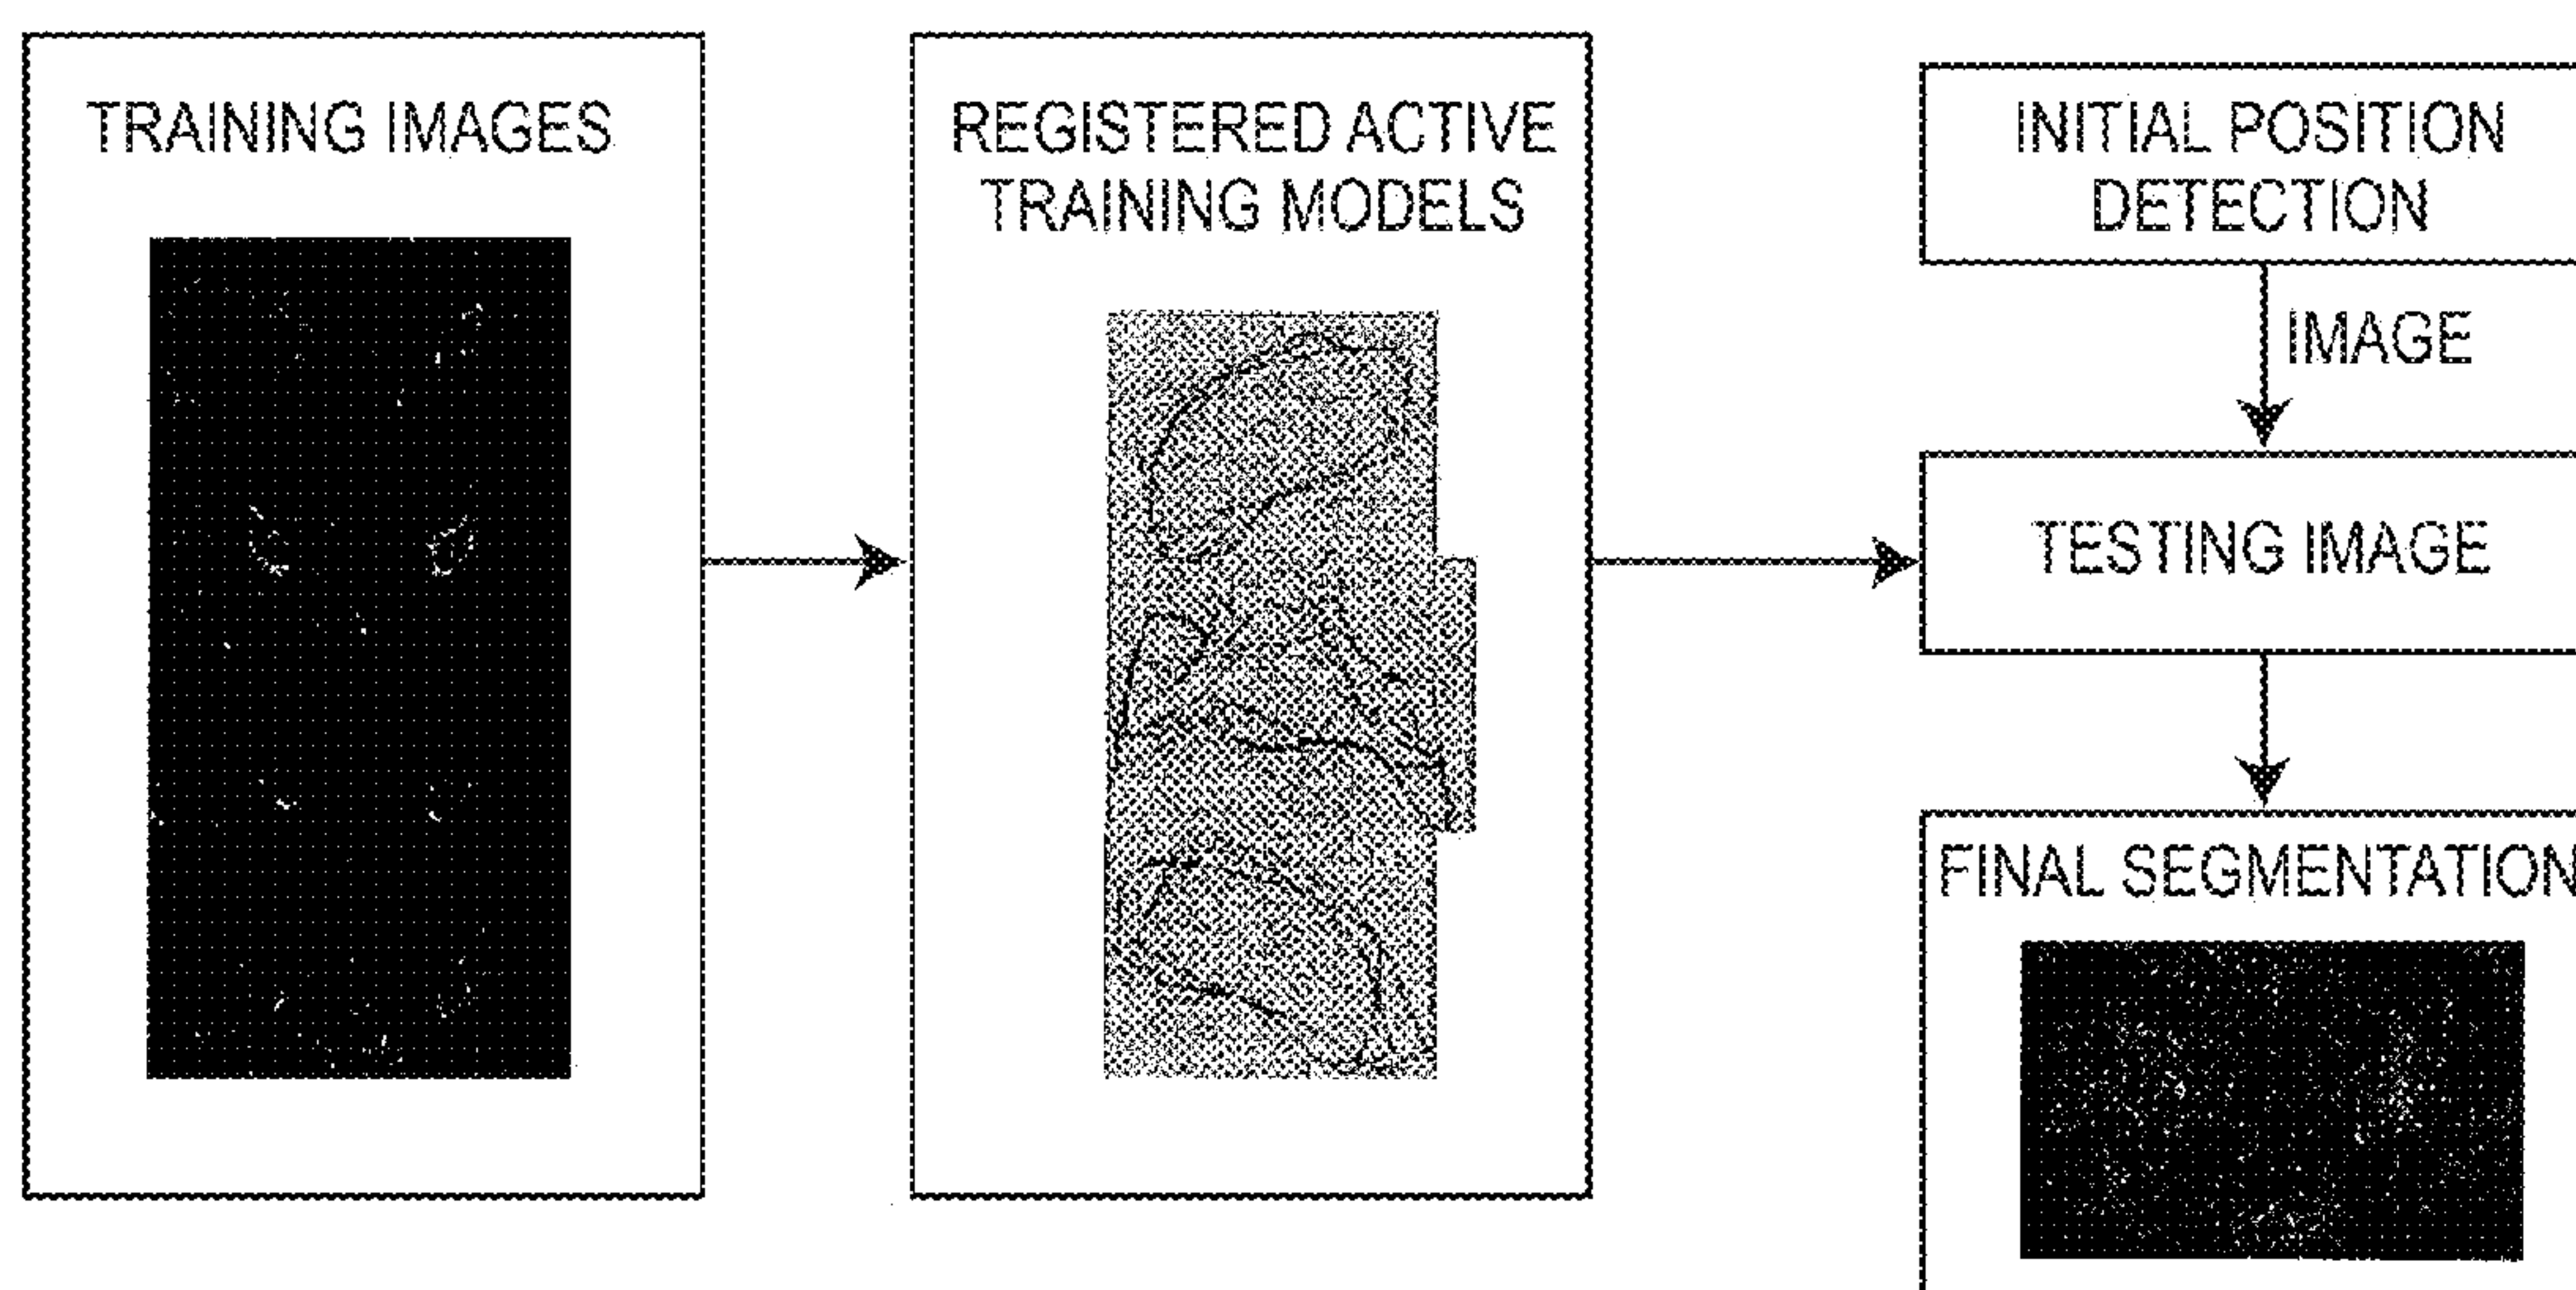 TRAINING IMAGES
REGISTERED ACTIVE
TRAINING MODELS
INITIAL POSITION
DETECTION
IMAGE
TESTING IMAGE
FINAL SEGMENTATION